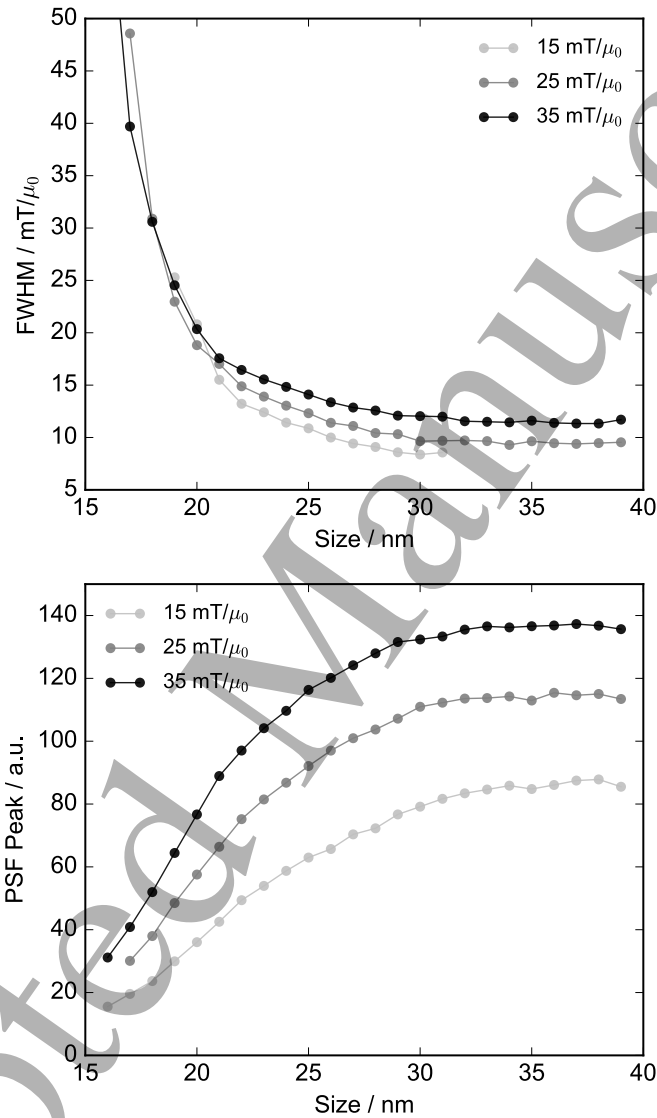 50
45
40
35
30
25
20
15
10
5
FWHM / mT/μ₀
15 mT/μ₀
25 mT/μ₀
35 mT/μ₀
15 20 25 30 35 40
Size / nm
140
120
100
80
60
40
20
0
PSF Peak / a.u.
15 mT/μ₀
25 mT/μ₀
35 mT/μ₀
15 20 25 30 35 40
Size / nm